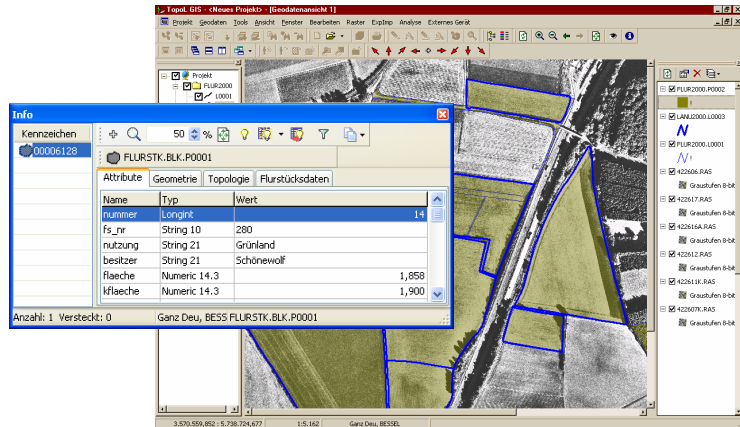 TopoL GIS - <Neues Projekt> - [Geodatenansicht 1]
Projekt Geodaten Tools Ansicht Fenster Bearbeiten Raster ExpImp Analyse Externes Gerät
Projekt
FLUR2000
L0001
Info
Kennzeichen
00006128
50 %
FLURSTK.BLK.P0001
Attribute Geometrie Topologie Flurstücksdaten
Name Typ Wert
nummer Longint 14
fs_nr String 10 280
nutzung String 21 Grünland
besitzer String 21 Schönewolf
flaeche Numeric 14.3 1,858
kflaeche Numeric 14.3 1,900
Anzahl: 1 Versteckt: 0 Ganz Deu, BESS FLURSTK.BLK.P0001
FLUR2000.P0002
LANU2000.L0003
FLUR2000.L0001
422606.RAS
Graustufen 8-bit
422617.RAS
Graustufen 8-bit
422616A.RAS
Graustufen 8-bit
422612.RAS
Graustufen 8-bit
422611K.RAS
Graustufen 8-bit
422607K.RAS
Graustufen 8-bit
3.570.559,852 : 5.738.724,677 1:5.162 Ganz Deu, BESSEL